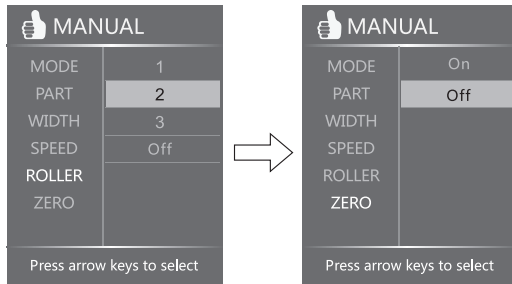 MANUAL
MODE
PART
WIDTH
SPEED
ROLLER
ZERO
1
2
3
Off
Press arrow keys to select
MANUAL
MODE
PART
WIDTH
SPEED
ROLLER
ZERO
On
Off
Press arrow keys to select